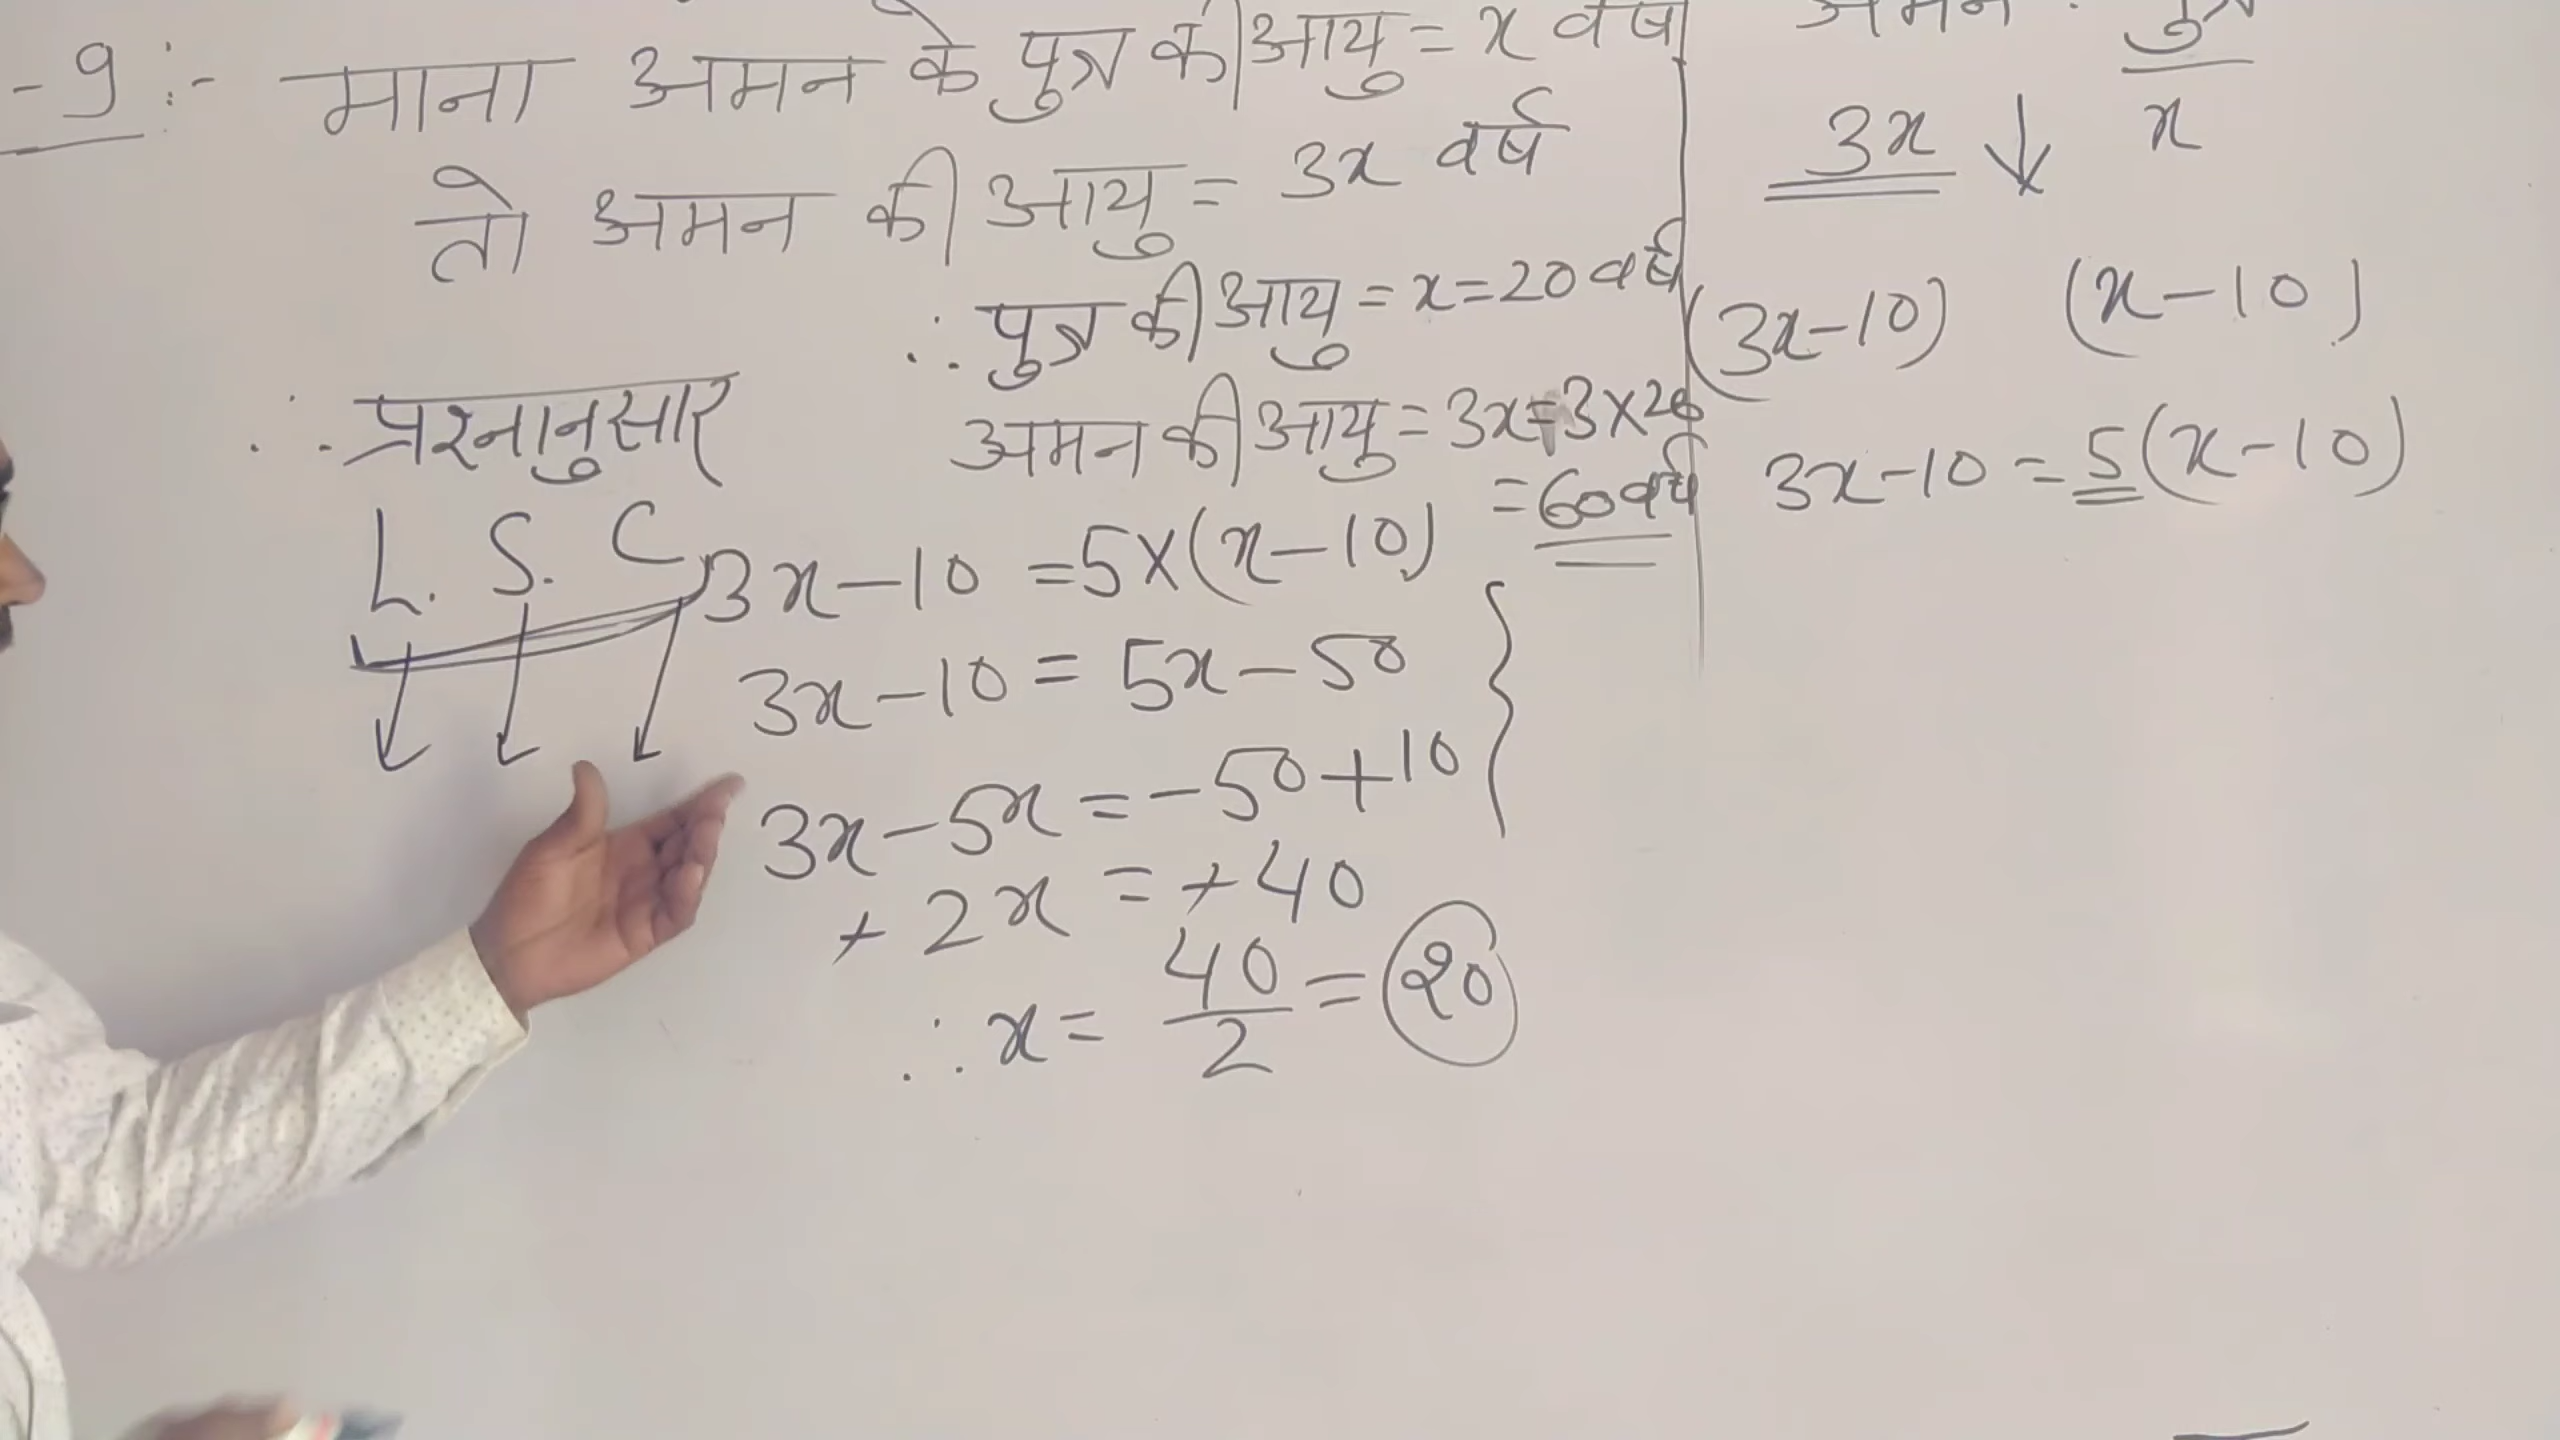 -9:- माना अमन के पुत्र की आयु = x वर्ष
तो अमन की आयु = 3x वर्ष
∴ पुत्र की आयु = x = 20 वर्ष
अमन की आयु = 3x = 3×20
= 60 वर्ष
∴ प्रश्नानुसार
L. S. C
3x-10 = 5×(x-10)
3x-10 = 5x-50
3x-5x = -50+10
+2x = +40
∴ x = 40/2 = 20
अमन : पुत्र
3x ↓ x
(3x-10) (x-10)
3x-10 = 5(x-10)